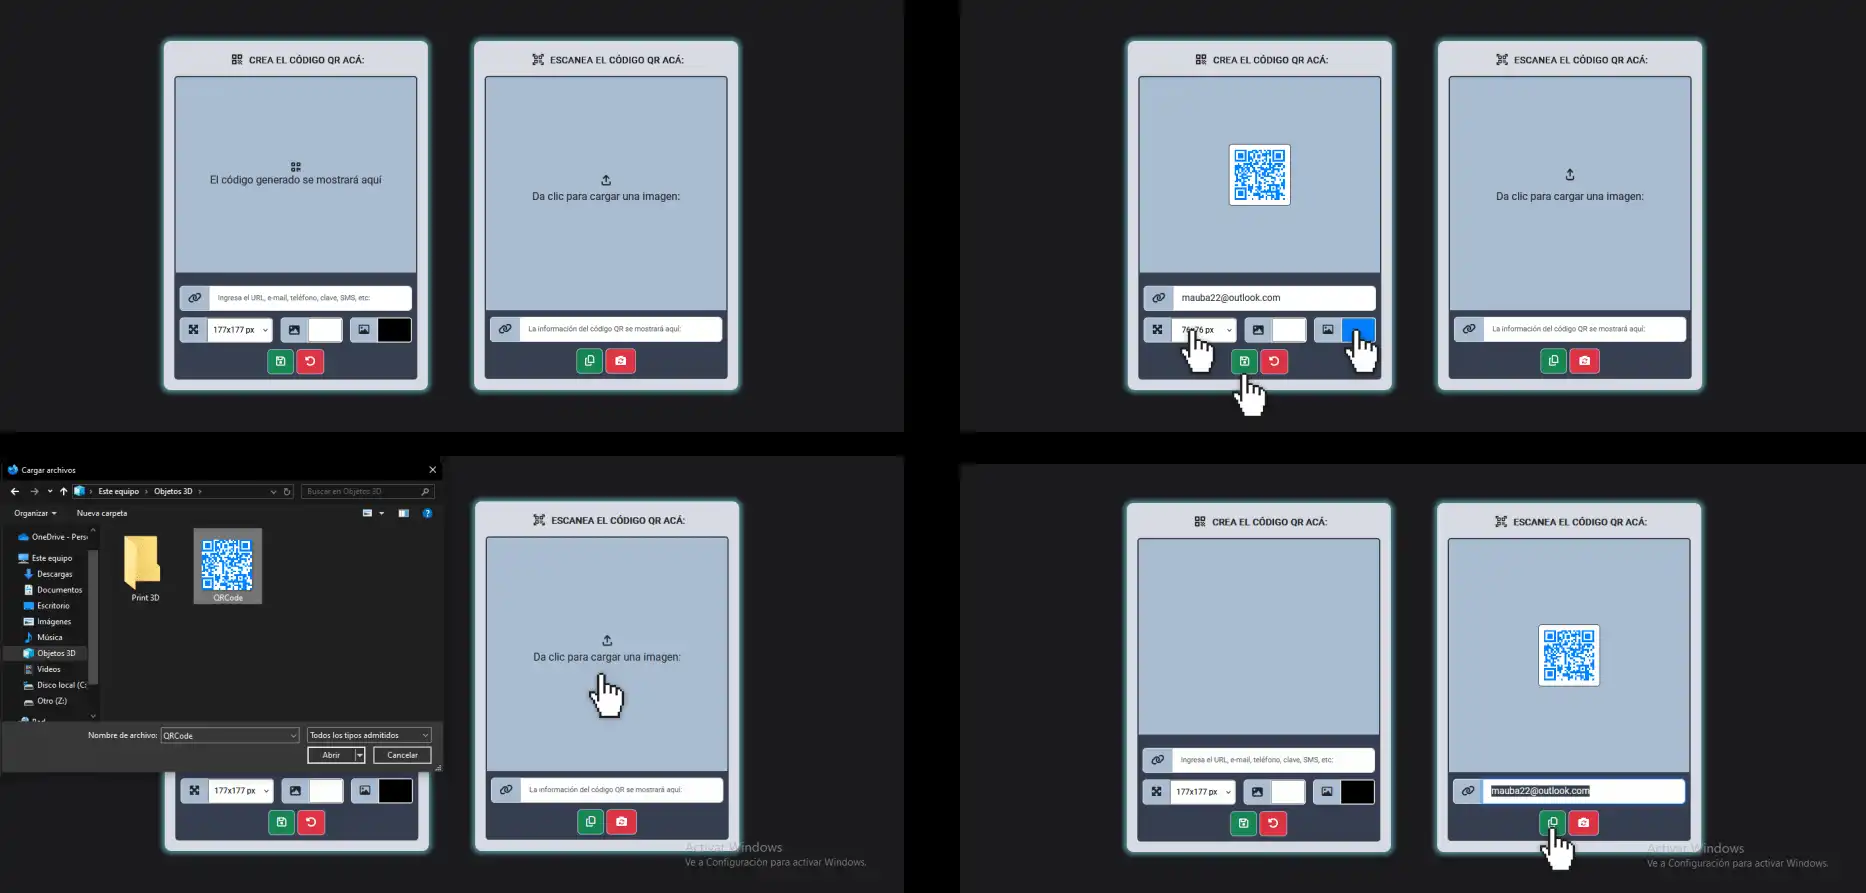 CREA EL CÓDIGO QR ACÁ:
El código generado se mostrará aquí
Ingresa el URL, e-mail, teléfono, clave, SMS, etc:
177x177 px
ESCANEA EL CÓDIGO QR ACÁ:
Da clic para cargar una imagen:
La información del código QR se mostrará aquí:
CREA EL CÓDIGO QR ACÁ:
mauba22@outlook.com
76x76 px
ESCANEA EL CÓDIGO QR ACÁ:
Da clic para cargar una imagen:
La información del código QR se mostrará aquí:
Cargar archivos
Este equipo
Objetos 3D
Buscar en Objetos 3D
Organizar
Nueva carpeta
OneDrive - Pers
Este equipo
Descargas
Documentos
Escritorio
Imágenes
Música
Objetos 3D
Videos
Disco local (C:
Otro (Z:)
Print 3D
QRCode
Nombre de archivo:
QRCode
Todos los tipos admitidos
Abrir
Cancelar
177x177 px
ESCANEA EL CÓDIGO QR ACÁ:
Da clic para cargar una imagen:
La información del código QR se mostrará aquí:
Activar Windows
Ve a Configuración para activar Windows.
CREA EL CÓDIGO QR ACÁ:
Ingresa el URL, e-mail, teléfono, clave, SMS, etc:
177x177 px
ESCANEA EL CÓDIGO QR ACÁ:
mauba22@outlook.com
Activar Windows
Ve a Configuración para activar Windows.